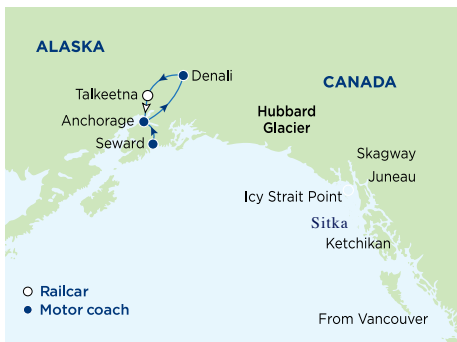 ALASKA
Denali
CANADA
Talkeetna
Anchorage
Hubbard
Glacier
Seward
Skagway
Juneau
Icy Strait Point
Sitka
Ketchikan
Railcar
Motor coach
From Vancouver